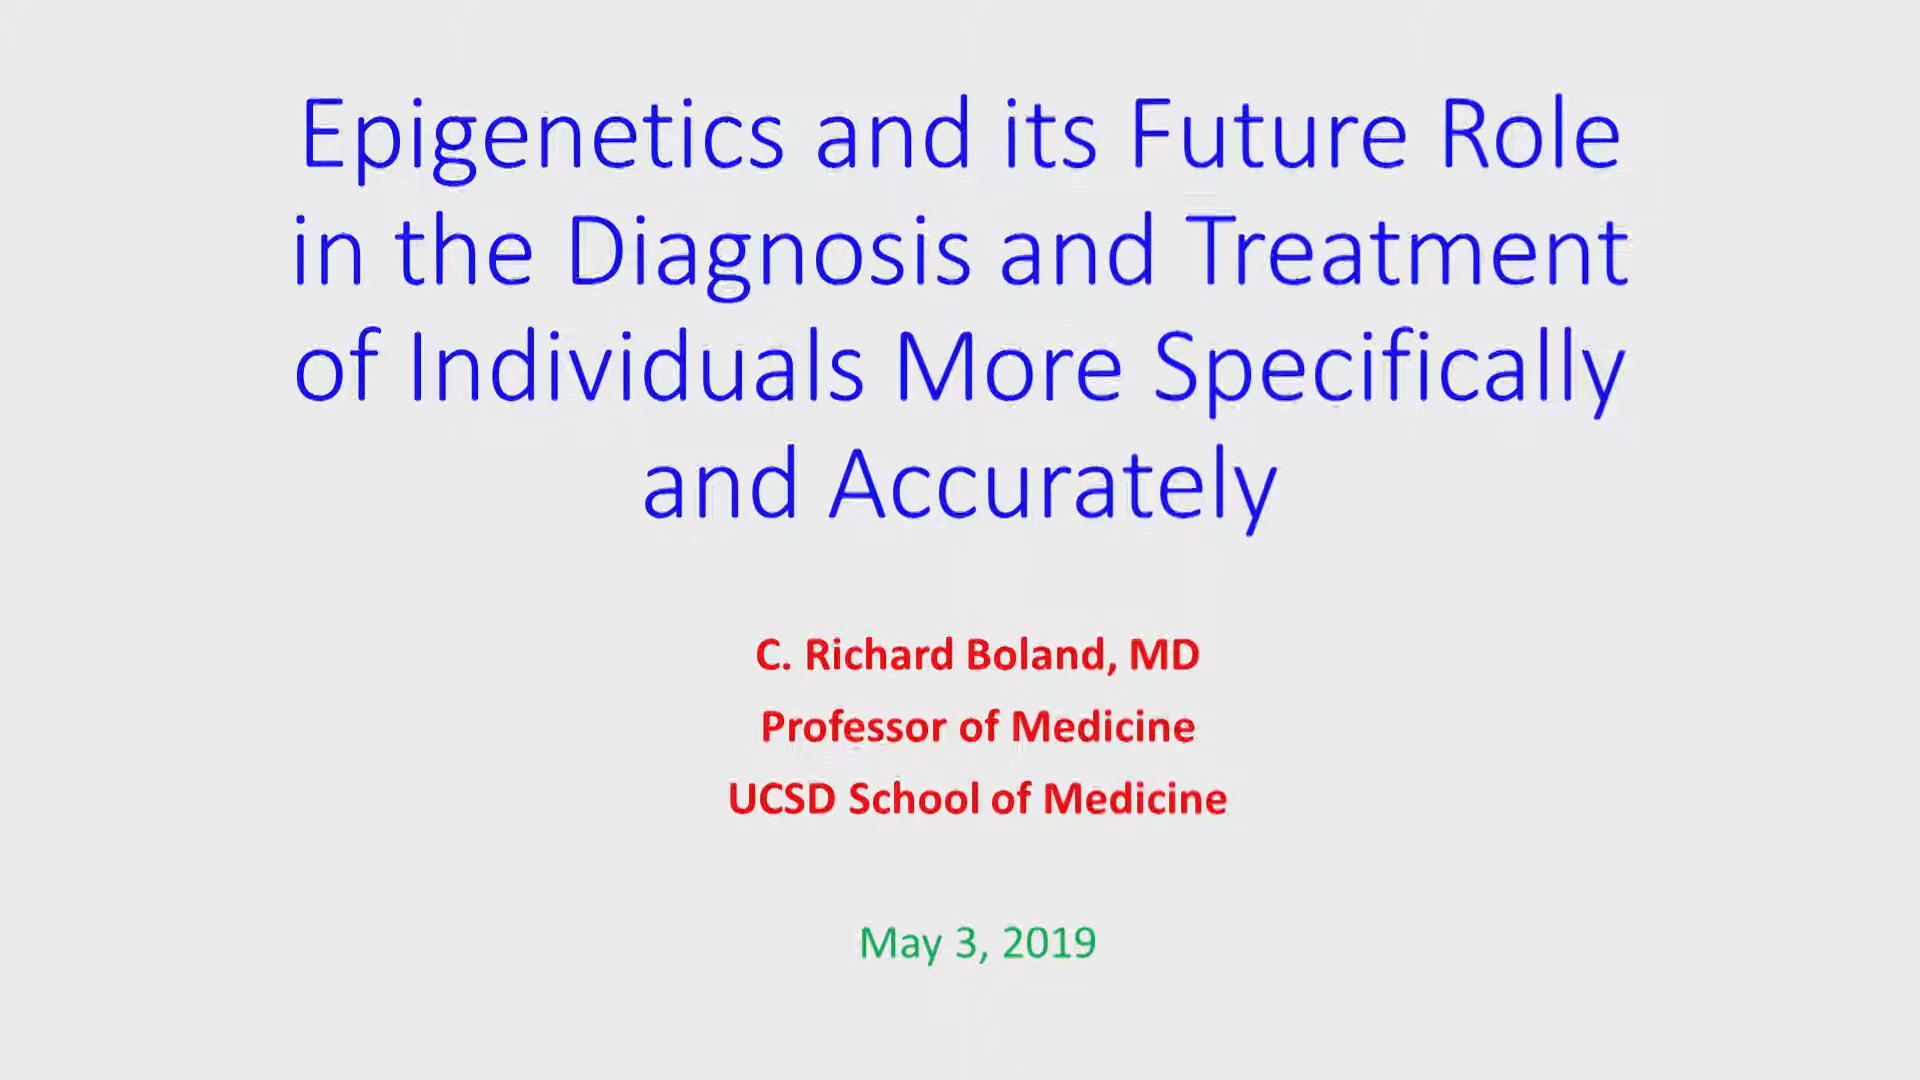 Epigenetics and its Future Role
in the Diagnosis and Treatment
of Individuals More Specifically
and Accurately
C. Richard Boland, MD
Professor of Medicine
UCSD School of Medicine
May 3, 2019